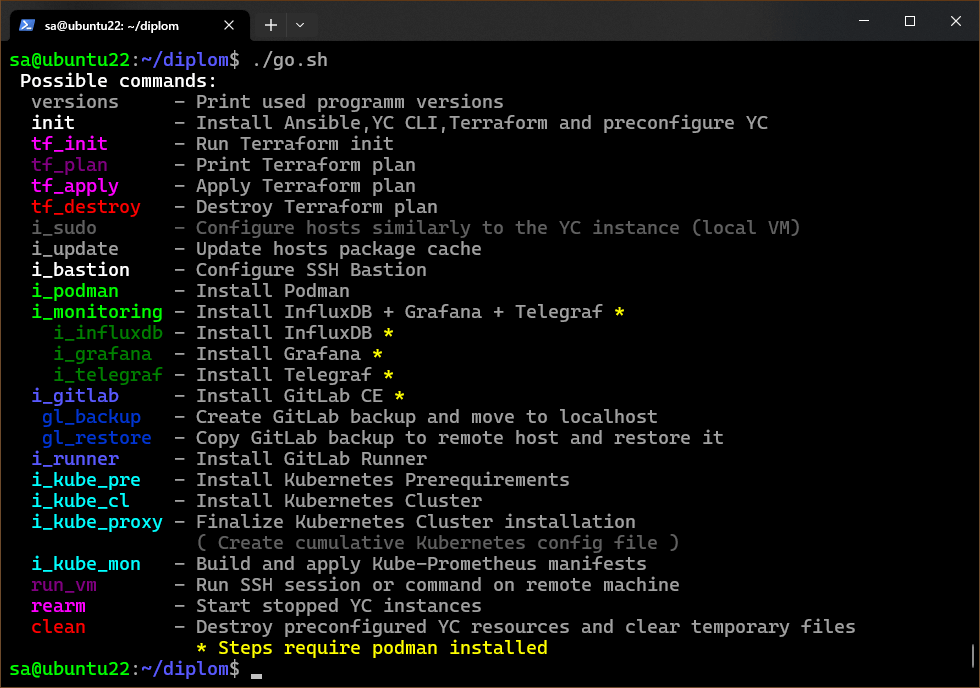 sa@ubuntu22: ~/diplom
sa@ubuntu22:~/diplom$ ./go.sh
Possible commands:
versions – Print used programm versions
init – Install Ansible,YC CLI,Terraform and preconfigure YC
tf_init – Run Terraform init
tf_plan – Print Terraform plan
tf_apply – Apply Terraform plan
tf_destroy – Destroy Terraform plan
i_sudo – Configure hosts similarly to the YC instance (local VM)
i_update – Update hosts package cache
i_bastion – Configure SSH Bastion
i_podman – Install Podman
i_monitoring – Install InfluxDB + Grafana + Telegraf *
i_influxdb – Install InfluxDB *
i_grafana – Install Grafana *
i_telegraf – Install Telegraf *
i_gitlab – Install GitLab CE *
gl_backup – Create GitLab backup and move to localhost
gl_restore – Copy GitLab backup to remote host and restore it
i_runner – Install GitLab Runner
i_kube_pre – Install Kubernetes Prerequirements
i_kube_cl – Install Kubernetes Cluster
i_kube_proxy – Finalize Kubernetes Cluster installation
( Create cumulative Kubernetes config file )
i_kube_mon – Build and apply Kube-Prometheus manifests
run_vm – Run SSH session or command on remote machine
rearm – Start stopped YC instances
clean – Destroy preconfigured YC resources and clear temporary files
* Steps require podman installed
sa@ubuntu22:~/diplom$